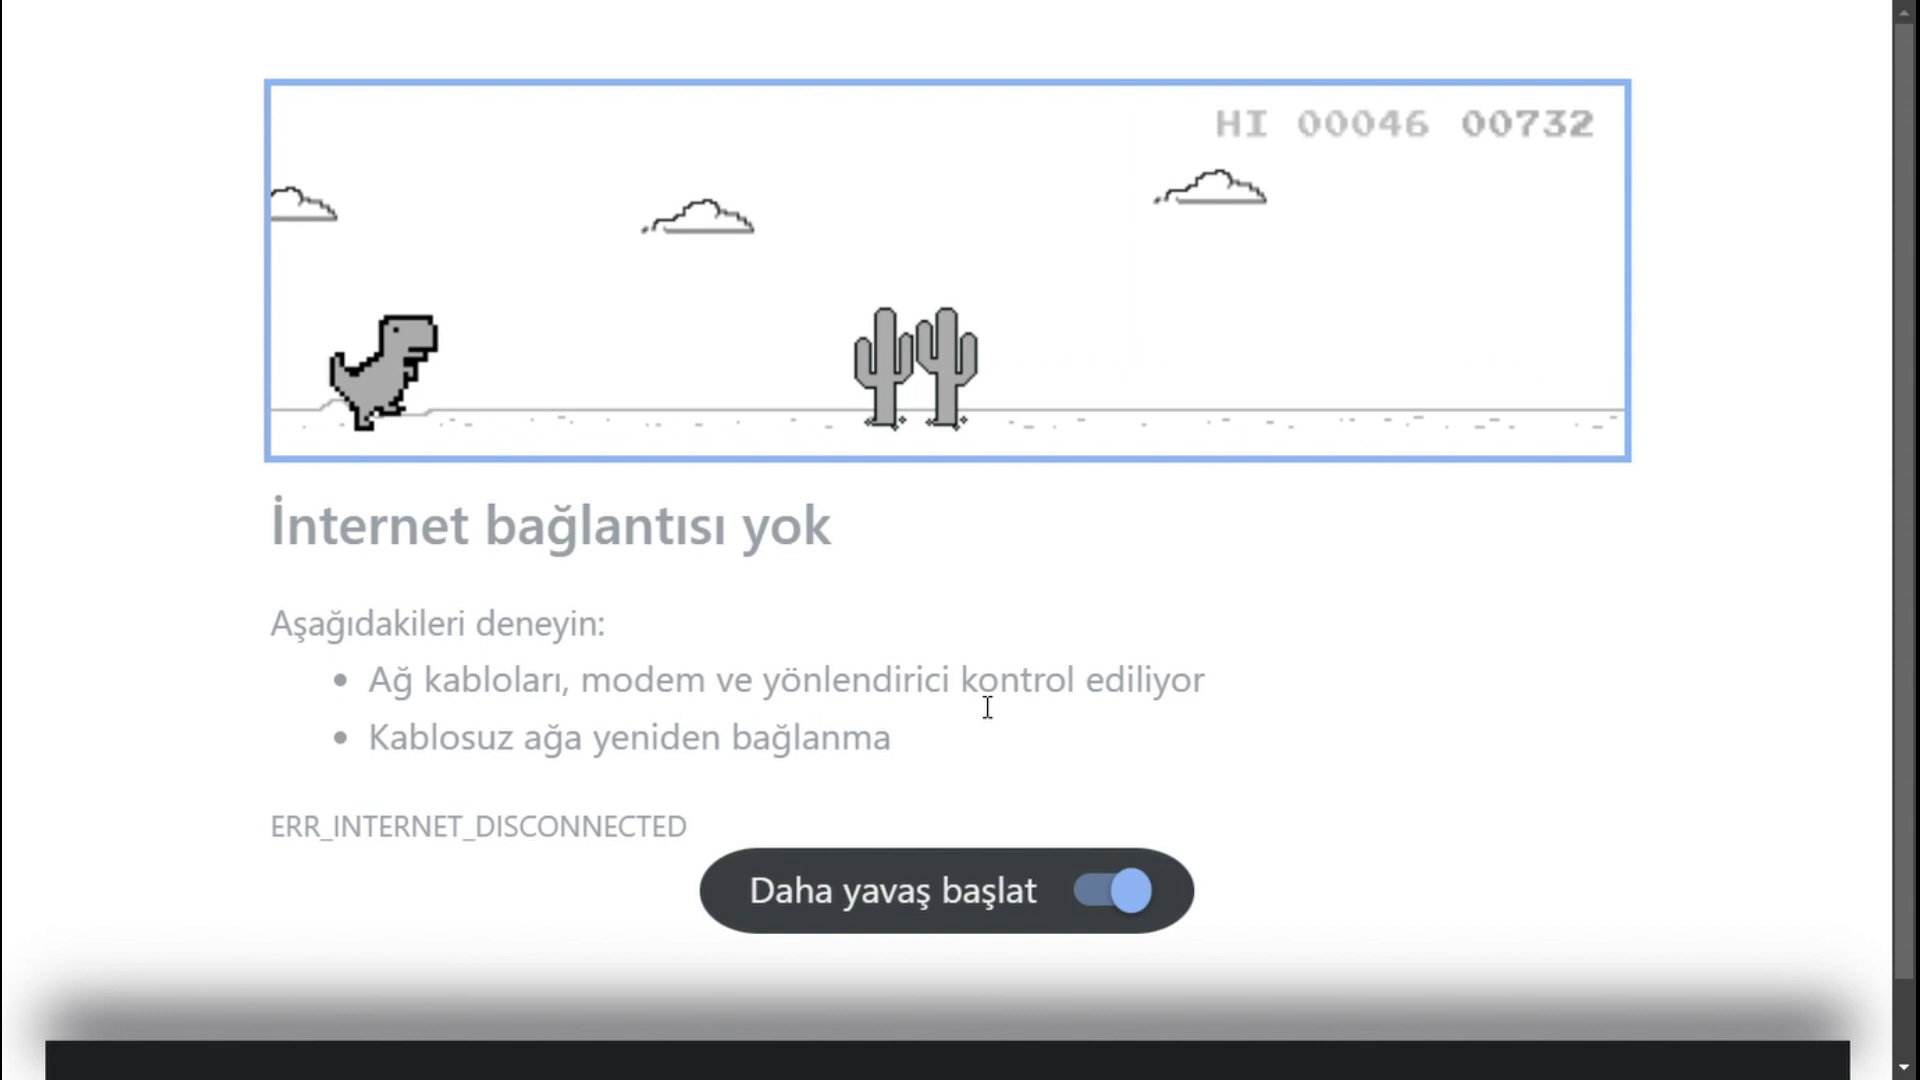 HI 00046 00732
İnternet bağlantısı yok
Aşağıdakileri deneyin:
• Ağ kabloları, modem ve yönlendirici kontrol ediliyor
• Kablosuz ağa yeniden bağlanma
ERR_INTERNET_DISCONNECTED
Daha yavaş başlat